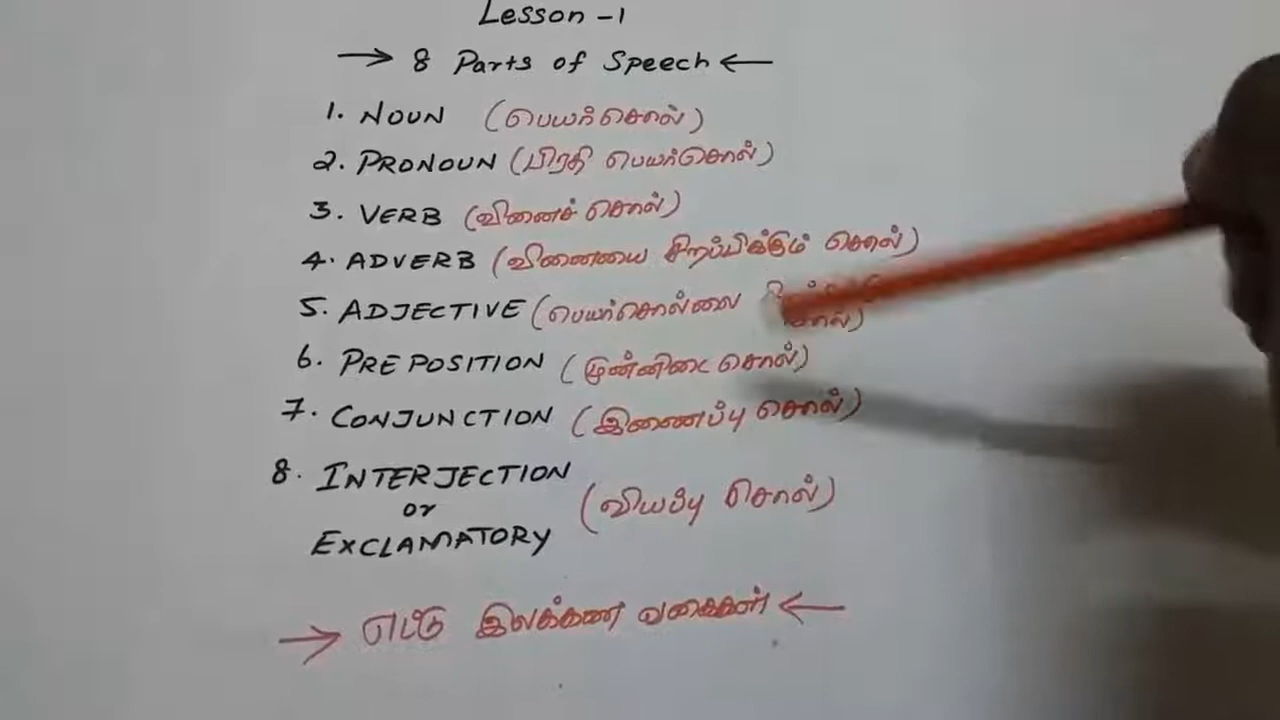 Lesson -1
→ 8 Parts of Speech ←
1. NOUN (பெயர்சொல்)
2. PRONOUN (பிரதி பெயர்சொல்)
3. VERB (வினைச் சொல்)
4. ADVERB (வினையை சிறப்பிக்கும் சொல்)
5. ADJECTIVE (பெயர்சொல்லை
6. PREPOSITION (முன்னிடை சொல்)
7. CONJUNCTION (இணைப்பு சொல்)
8. INTERJECTION
or
EXCLAMATORY (வியப்பு சொல்)
→ எட்டு இலக்கண வகைகள் ←